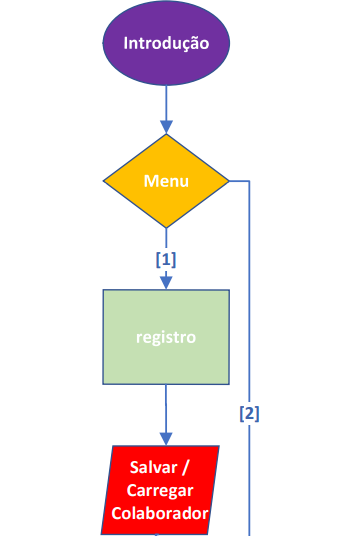 Introdução
Menu
[1]
registro
[2]
Salvar /
Carregar
Colaborador